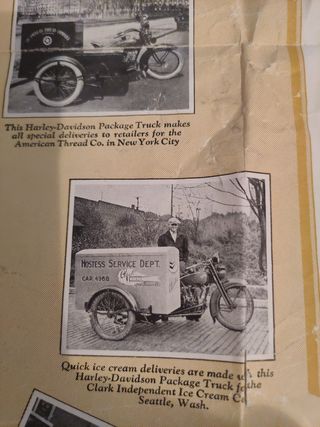 This Harley-Davidson Package Truck makes
all special deliveries to retailers for the
American Thread Co. in New York City
HOSTESS SERVICE DEPT.
CAR. 4968
Quick ice cream deliveries are made this
Harley-Davidson Package Truck the
Clark Independent Ice Cream
Seattle, Wash.